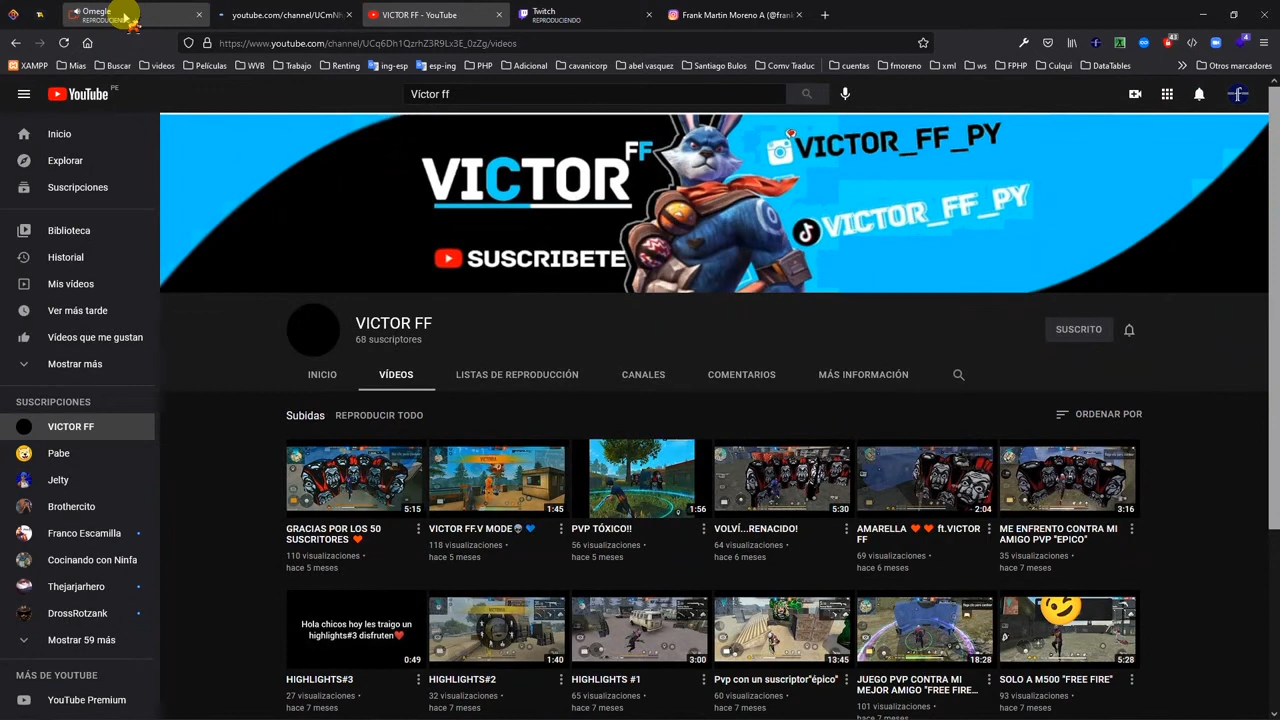 Omegle
REPRODUCIENDO
youtube.com/channel/UCmN
VICTOR FF - YouTube
Twitch
REPRODUCIENDO
Frank Martin Moreno A (@frank
https://www.youtube.com/channel/UCq6Dh1QzrhZ3R9Lx3E_0zZg/videos
XAMPP
Mias
Buscar
videos
Películas
WVB
Trabajo
Renting
ing-esp
esp-ing
PHP
Adicional
cavanicorp
abel vasquez
Santiago Bulos
Comv Traduc
cuentas
fmoreno
xml
ws
FPHP
Culqui
DataTables
Otros marcadores
YouTube PE
Víctor ff
Inicio
Explorar
Suscripciones
Biblioteca
Historial
Mis vídeos
Ver más tarde
Vídeos que me gustan
Mostrar más
SUSCRIPCIONES
VICTOR FF
Pabe
Jelty
Brothercito
Franco Escamilla
Cocinando con Ninfa
Thejarjarhero
DrossRotzank
Mostrar 59 más
MÁS DE YOUTUBE
YouTube Premium
VICTOR FF
SUSCRIBETE
VICTOR_FF_PY
VICTOR_FF_PY
VICTOR FF
68 suscriptores
SUSCRITO
INICIO
VÍDEOS
LISTAS DE REPRODUCCIÓN
CANALES
COMENTARIOS
MÁS INFORMACIÓN
Subidas
REPRODUCIR TODO
ORDENAR POR
5:15
GRACIAS POR LOS 50
SUSCRITORES ❤️
110 visualizaciones •
hace 5 meses
1:45
VICTOR FF.V MODE💀💙
118 visualizaciones •
hace 5 meses
1:56
PVP TÓXICO!!
56 visualizaciones •
hace 5 meses
5:30
VOLVÍ...RENACIDO!
64 visualizaciones •
hace 6 meses
2:04
AMARELLA ❤️ ❤️ ft.VICTOR
FF
69 visualizaciones •
hace 6 meses
3:16
ME ENFRENTO CONTRA MI
AMIGO PVP "EPICO"
35 visualizaciones •
hace 7 meses
Hola chicos hoy les traigo un
highlights#3 disfruten❤️
0:49
HIGHLIGHTS#3
27 visualizaciones •
hace 7 meses
1:40
HIGHLIGHTS#2
32 visualizaciones •
hace 7 meses
3:00
HIGHLIGHTS #1
65 visualizaciones •
hace 7 meses
13:45
Pvp con un suscriptor"épico"
60 visualizaciones •
hace 7 meses
18:28
JUEGO PVP CONTRA MI
MEJOR AMIGO "FREE FIRE...
101 visualizaciones •
hace 7 meses
5:28
SOLO A M500 "FREE FIRE"
95 visualizaciones •
hace 7 meses